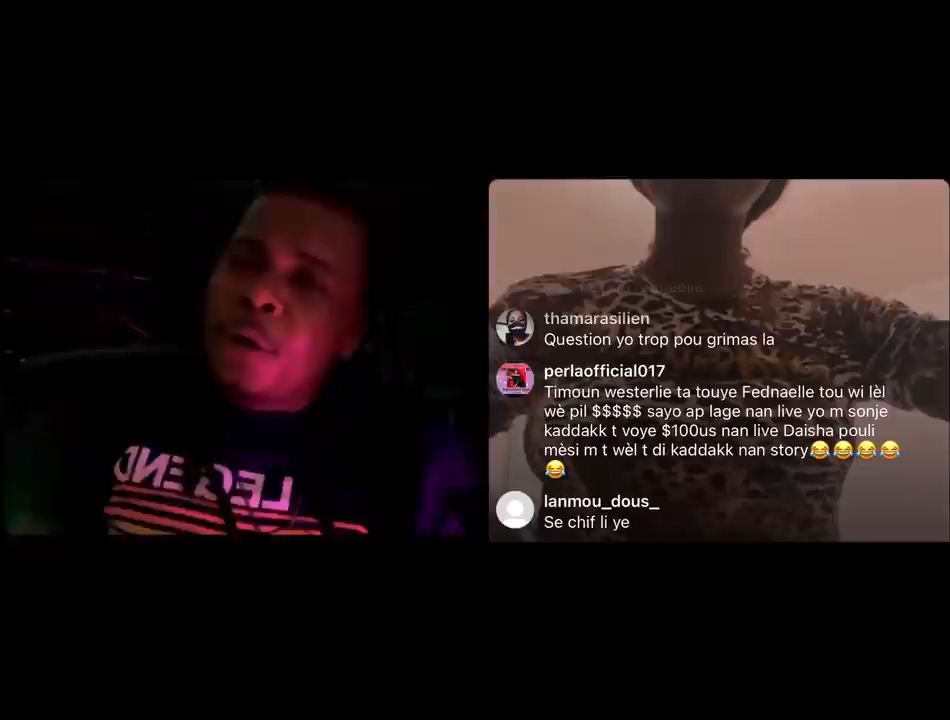 LEGEND
thamarasilien
Question yo trop pou grimas la
perlaofficial017
Timoun westerlie ta touye Fednaelle tou wi lèl
wè pil $$$$$ sayo ap lage nan live yo m sonje
kaddakk t voye $100us nan live Daisha pouli
mèsi m t wèl t di kaddakk nan story😂😂😂😂
😂
lanmou_dous_
Se chif li ye